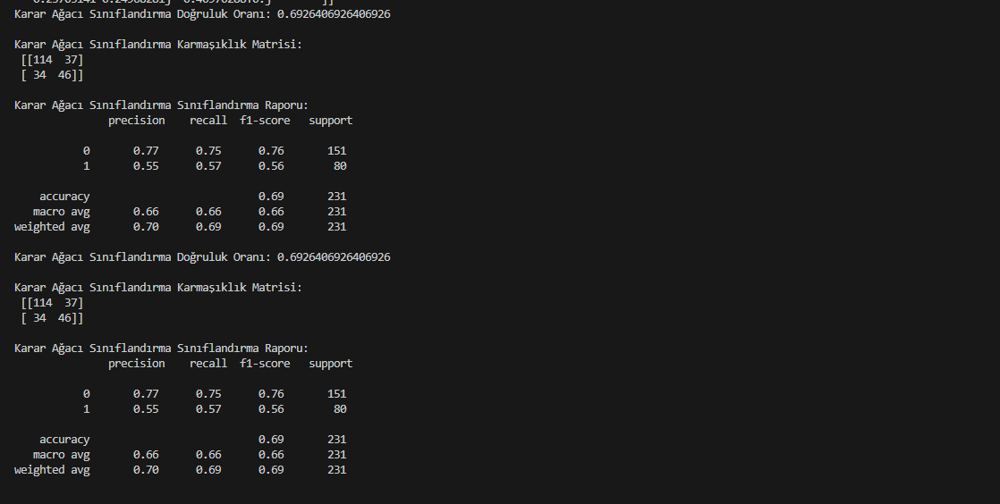 Karar Ağacı Sınıflandırma Doğruluk Oranı: 0.6926406926406926
Karar Ağacı Sınıflandırma Karmaşıklık Matrisi:
[[114  37]
[ 34  46]]
Karar Ağacı Sınıflandırma Sınıflandırma Raporu:
precision    recall  f1-score   support
0       0.77      0.75      0.76       151
1       0.55      0.57      0.56        80
accuracy                           0.69       231
macro avg       0.66      0.66      0.66       231
weighted avg       0.70      0.69      0.69       231
Karar Ağacı Sınıflandırma Doğruluk Oranı: 0.6926406926406926
Karar Ağacı Sınıflandırma Karmaşıklık Matrisi:
[[114  37]
[ 34  46]]
Karar Ağacı Sınıflandırma Sınıflandırma Raporu:
precision    recall  f1-score   support
0       0.77      0.75      0.76       151
1       0.55      0.57      0.56        80
accuracy                           0.69       231
macro avg       0.66      0.66      0.66       231
weighted avg       0.70      0.69      0.69       231